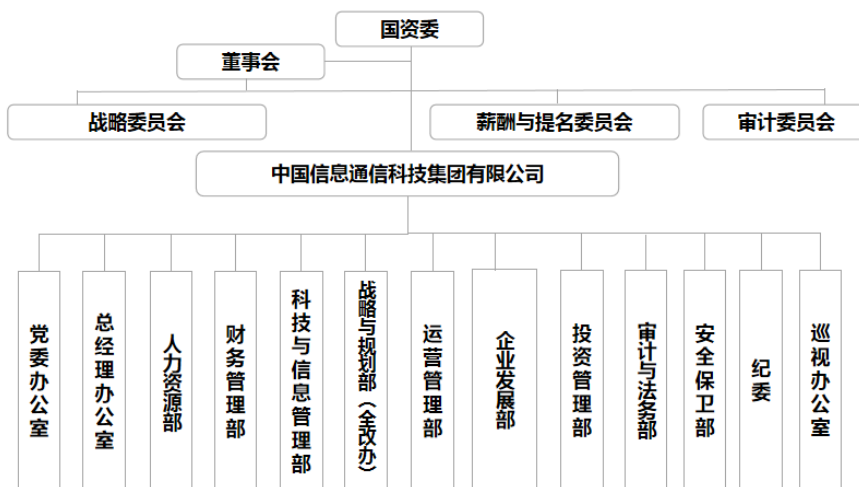 国资委
董事会
战略委员会
薪酬与提名委员会
审计委员会
中国信息通信科技集团有限公司
党委办公室
总经理办公室
人力资源部
财务管理部
科技与信息管理部
战略与规划部（全改办）
运营管理部
企业发展部
投资管理部
审计与法务部
安全保卫部
纪委
巡视办公室